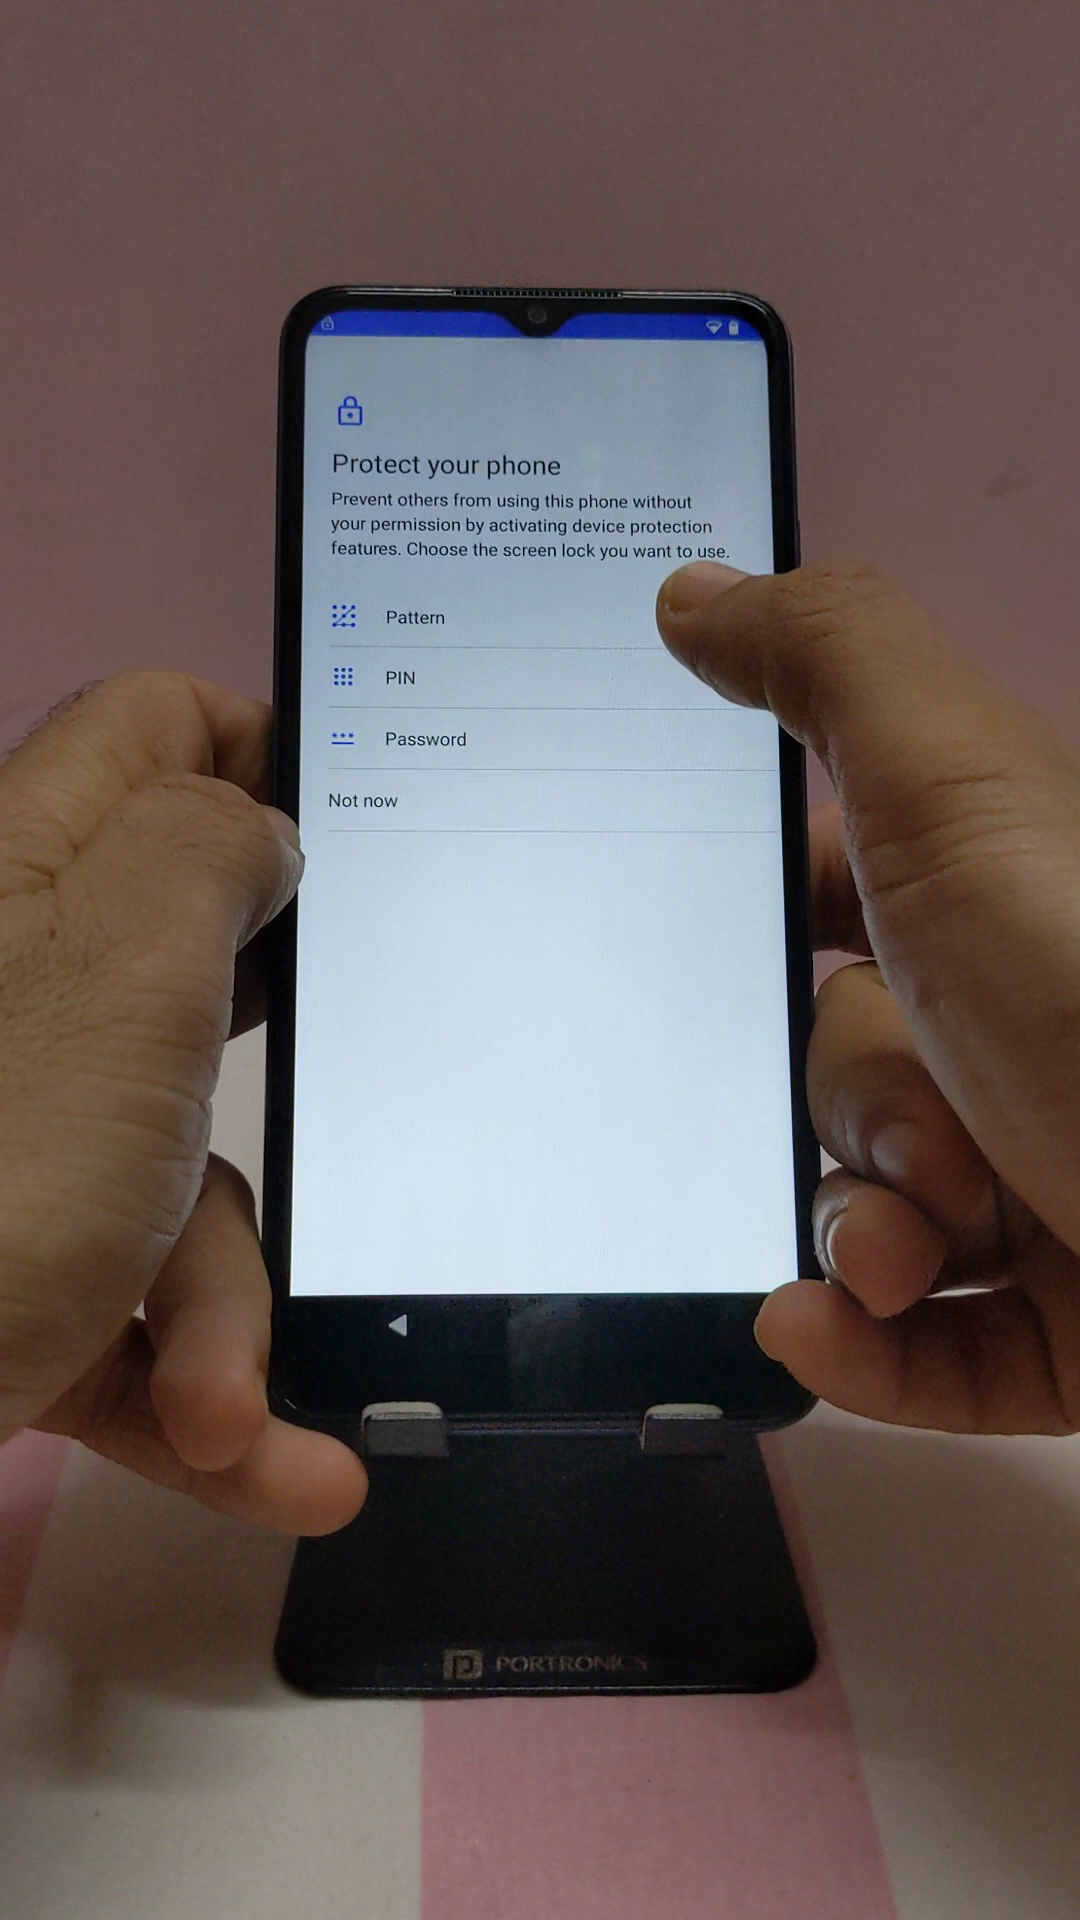 Protect your phone
Prevent others from using this phone without
your permission by activating device protection
features. Choose the screen lock you want to use.
Pattern
PIN
Password
Not now
PORTRONICS